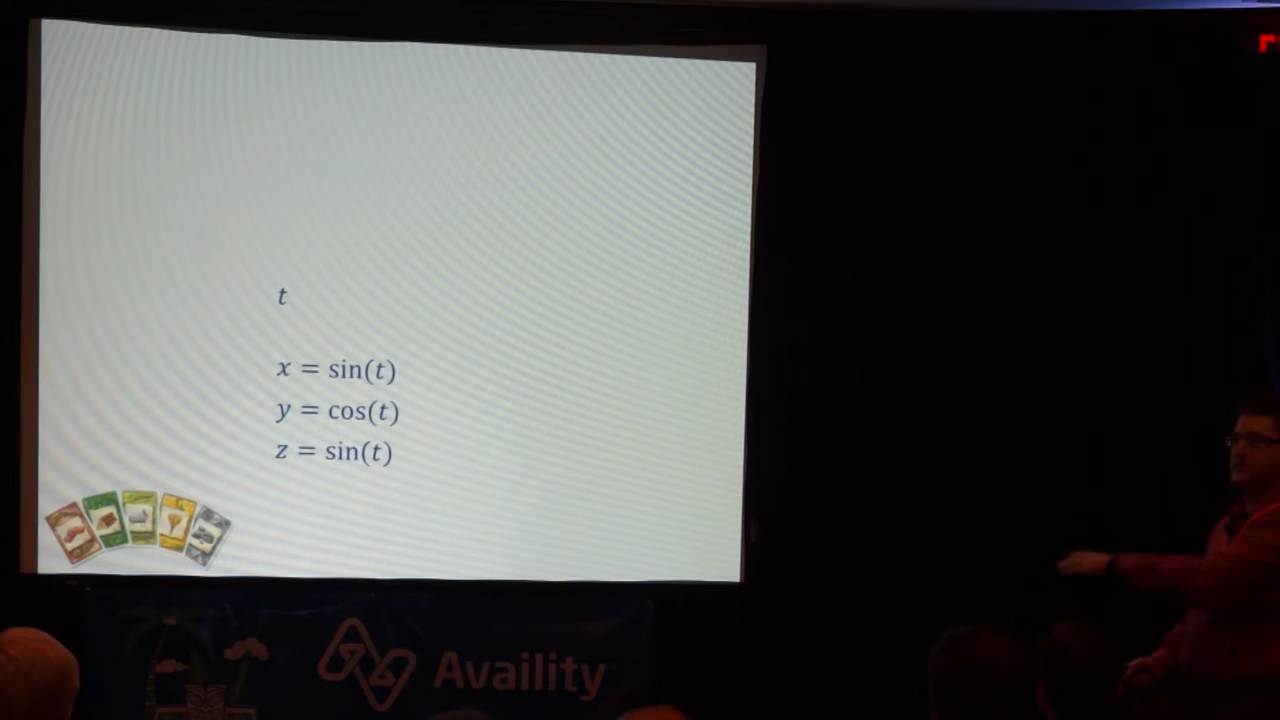 t
x = sin(t)
y = cos(t)
z = sin(t)
Availity